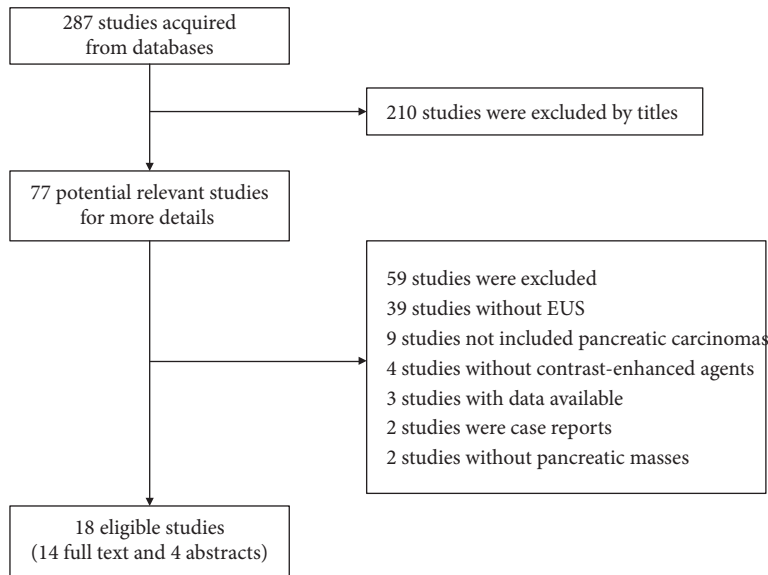 287 studies acquired
from databases
210 studies were excluded by titles
77 potential relevant studies
for more details
59 studies were excluded
39 studies without EUS
9 studies not included pancreatic carcinomas
4 studies without contrast-enhanced agents
3 studies with data available
2 studies were case reports
2 studies without pancreatic masses
18 eligible studies
(14 full text and 4 abstracts)